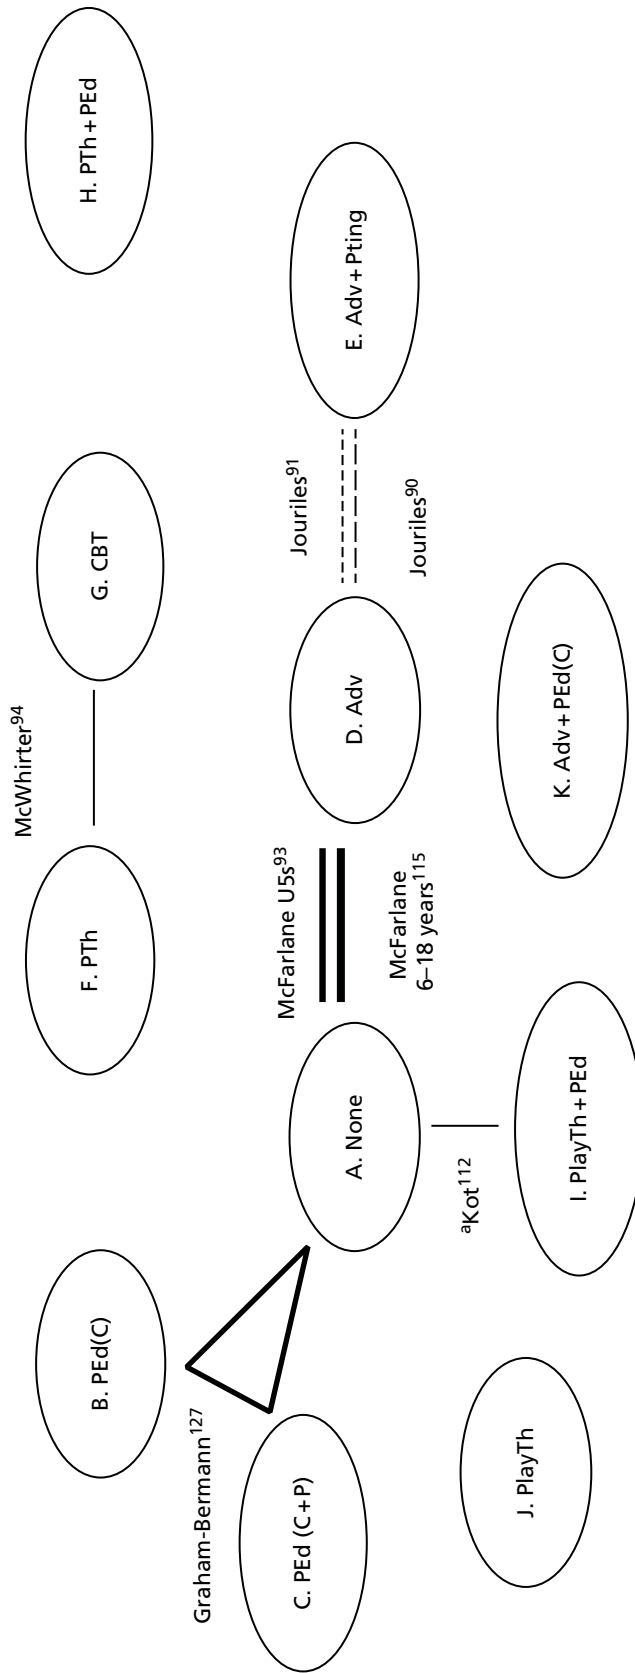 H. PTh + PEd
McWhirter⁹⁴
F. PTh
G. CBT
B. PEd(C)
Graham-Bermann¹²⁷
C. PEd (C + P)
McFarlane U5s⁹³
Jouriles⁹¹
A. None
D. Adv
E. Adv + Pting
McFarlane
6–18 years¹¹⁵
Jouriles⁹⁰
ᵃKot¹¹²
J. PlayTh
I. PlayTh + PEd
K. Adv + PEd(C)